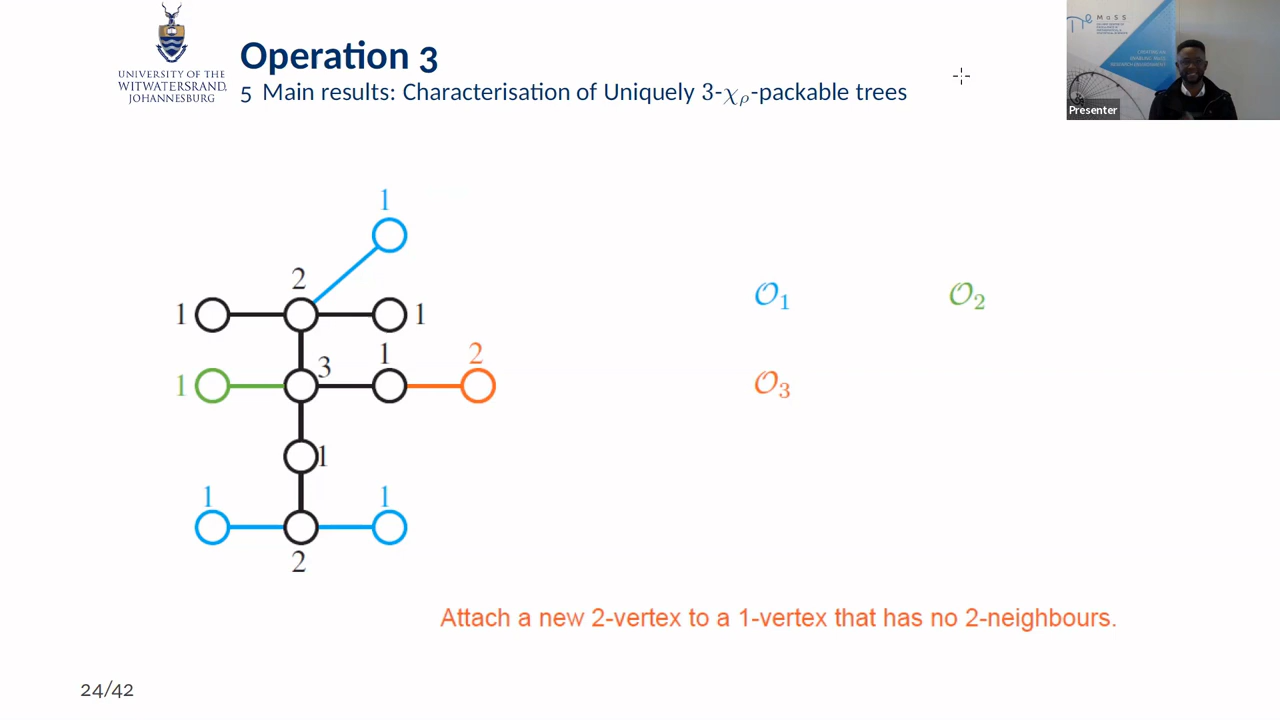 UNIVERSITY OF THE
WITWATERSRAND,
JOHANNESBURG
Operation 3
5 Main results: Characterisation of Uniquely 3-χρ-packable trees
MaSS
Presenter
1
2
1
1
3
1
2
1
1
1
1
2
O1
O2
O3
Attach a new 2-vertex to a 1-vertex that has no 2-neighbours.
24/42